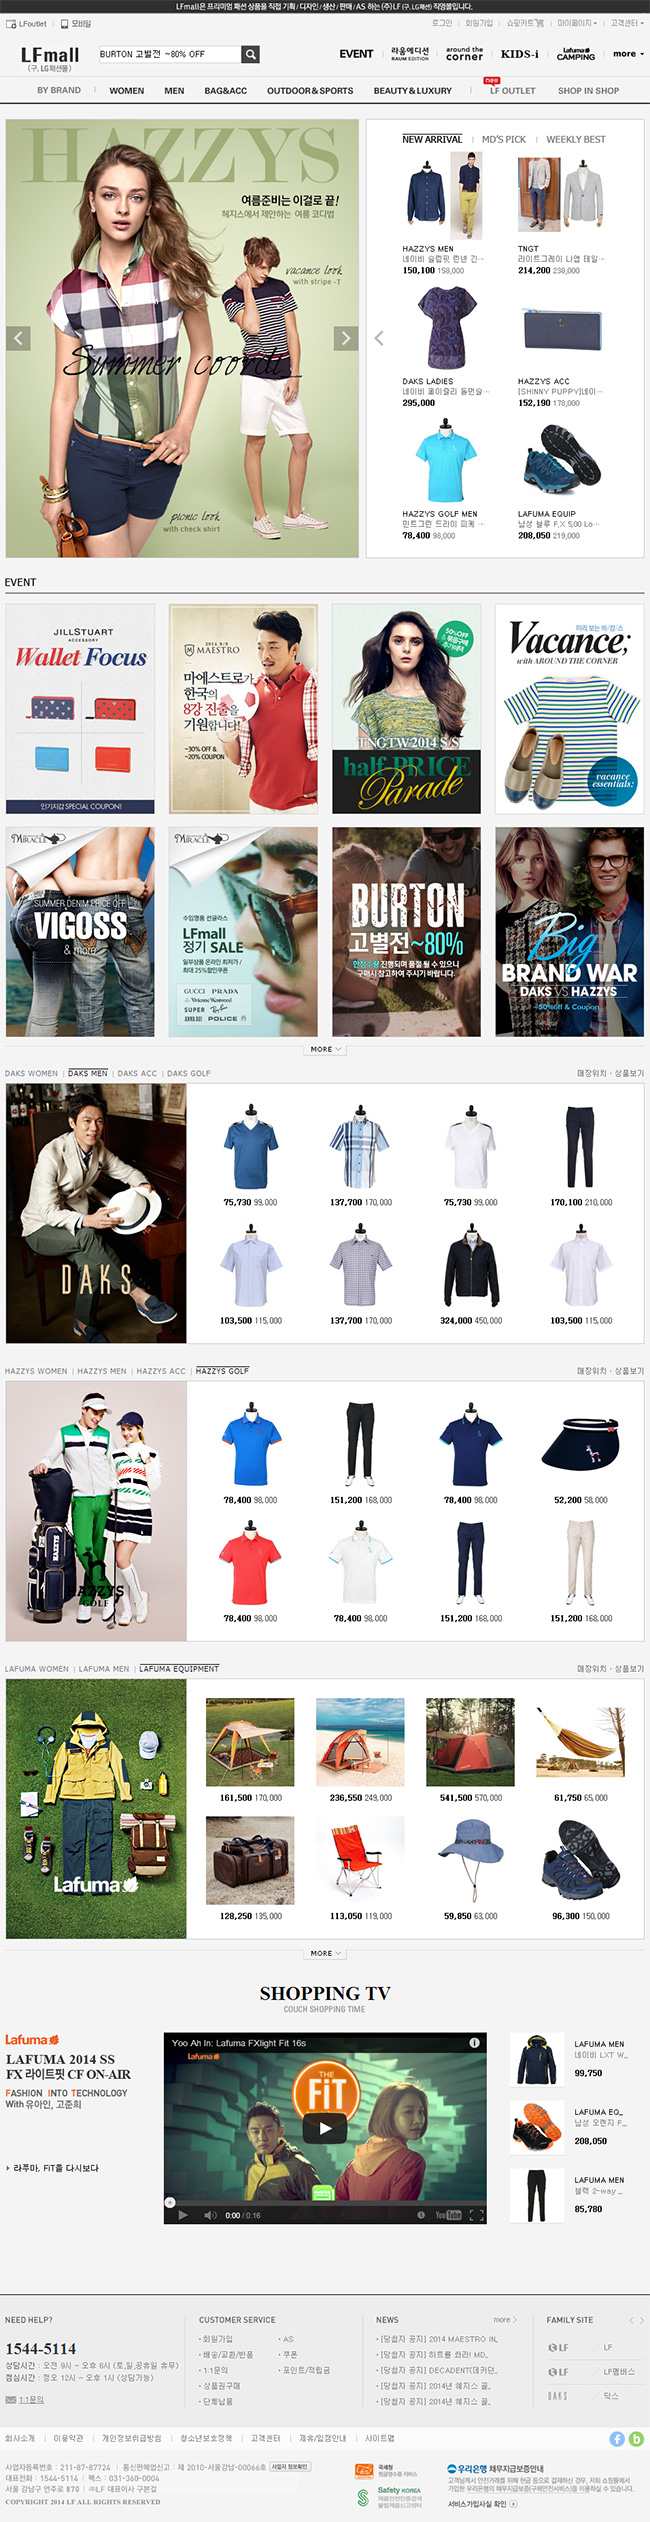 LFmall은 프리미엄 패션 상품을 직접 기획 / 디자인 / 생산 / 판매 / AS 하는 (주) LF (구. LG패션) 직영몰입니다.
LFoutlet 모바일
로그인 회원가입 쇼핑카트 마이페이지 고객센터
LFmall
(구. LG패션몰)
BURTON 고별전 ~80% OFF
EVENT 라움에디션 RAUM EDITION around the corner KIDS-i Lafuma CAMPING more
BY BRAND WOMEN MEN BAG&ACC OUTDOOR&SPORTS BEAUTY&LUXURY new LF OUTLET SHOP IN SHOP
HAZZYS
여름준비는 이걸로 끝!
헤지스에서 제안하는 여름 코디법
vacance look
with stripe -T
Summer coordi_
picnic look
with check shirt
NEW ARRIVAL MD'S PICK WEEKLY BEST
HAZZYS MEN
네이비 슬럽핏 린넨 긴…
150,100 158,000
TNGT
라이트그레이 나염 테일…
214,200 238,000
DAKS LADIES
네이비 페이즐리 돌먼슬…
295,000
HAZZYS ACC
[SHINNY PUPPY]네이…
152,190 178,000
HAZZYS GOLF MEN
민트그린 드라이 피케 …
78,400 98,000
LAFUMA EQUIP
남성 블루 F.X 5,00 Lo…
208,050 219,000
EVENT
JILLSTUART
ACCESSORY
Wallet Focus
인기지갑 SPECIAL COUPON!
2014 S/S
MAESTRO
마에스트로가
한국의
8강 진출을
기원합니다!
~30% OFF &
~20% COUPON
50%OFF
TNGTW 2014 S/S
half PRICE
Parade
미리 보는 바/캉/스
Vacance;
with AROUND THE CORNER
vacance
essentials:
MIRACLE
SUMMER DENIM PRICE OFF
VIGOSS
& more
MIRACLE
수입명품 선글라스
LFmall
정기 SALE
일부상품 온라인 최저가 /
최대 25%할인쿠폰
GUCCI PRADA
Vivienne Westwood
SUPER Ray-Ban
POLICE
BURTON
고별전~80%
한정수량 진행되며 품절 될 수 있으니
구매시 참고하여 주시기 바랍니다.
Big
BRAND WAR
DAKS VS HAZZYS
50%off & Coupon
MORE
DAKS WOMEN | DAKS MEN | DAKS ACC | DAKS GOLF
매장위치 · 상품보기
DAKS
75,730 99,000 137,700 170,000 75,730 99,000 170,100 210,000
103,500 115,000 137,700 170,000 324,000 450,000 103,500 115,000
HAZZYS WOMEN | HAZZYS MEN | HAZZYS ACC | HAZZYS GOLF
매장위치 · 상품보기
HAZZYS
GOLF
78,400 98,000 151,200 168,000 78,400 98,000 52,200 58,000
78,400 98,000 78,400 98,000 151,200 168,000 151,200 168,000
LAFUMA WOMEN | LAFUMA MEN | LAFUMA EQUIPMENT
매장위치 · 상품보기
Lafuma
161,500 170,000 236,550 249,000 541,500 570,000 61,750 65,000
128,250 135,000 113,050 119,000 59,850 63,000 96,300 150,000
MORE
SHOPPING TV
COUCH SHOPPING TIME
Lafuma
LAFUMA 2014 SS
FX 라이트핏 CF ON-AIR
FASHION INTO TECHNOLOGY
With 유아인, 고준희
라푸마, FiT을 다시보다
Yoo Ah In: Lafuma FXlight Fit 16s
Lafuma
THE
FiT
0:00 / 0:16
YouTube
LAFUMA MEN
네이비 LXT W…
99,750
LAFUMA EQ…
남성 오렌지 F…
208,050
LAFUMA MEN
블랙 2-way …
85,780
NEED HELP?
1544-5114
상담시간 : 오전 9시 ~ 오후 6시 (토,일,공휴일 휴무)
점심시간 : 정오 12시 ~ 오후 1시 (상담가능)
1:1문의
CUSTOMER SERVICE
· 회원가입 · AS
· 배송/교환/반품 · 쿠폰
· 1:1문의 · 포인트/적립금
· 상품권구매
· 단체납품
NEWS more
· [당첨자 공지] 2014 MAESTRO IN..
· [당첨자 공지] 하트를 쏴라! MD..
· [당첨자 공지] DECADENT(데카던..
· [당첨자 공지] 2014년 헤지스 골..
· [당첨자 공지] 2014년 헤지스 골..
FAMILY SITE
LF LF
LF LF멤버스
DAKS 닥스
회사소개 이용약관 개인정보취급방침 청소년보호정책 고객센터 제휴/입점안내 사이트맵
사업자등록번호 : 211-87-87724 | 통신판매업신고 : 제 2010-서울강남-00066호 사업자 정보확인
대표전화 : 1544-5114 | 팩스 : 031-360-0004
서울 강남구 언주로 870 | ㈜LF 대표이사 구본걸
COPYRIGHT 2014 LF ALL RIGHTS RESERVED
국세청
현금영수증 가맹점
Safety KOREA
제품안전인증검색
불법제품신고센터
우리은행 채무지급보증안내
고객님께서 안전거래를 위해 현금 등으로 결제하신 경우, 저희 쇼핑몰에서
가입한 우리은행의 채무지급보증(구매안전서비스)을 이용하실 수 있습니다.
서비스가입사실 확인